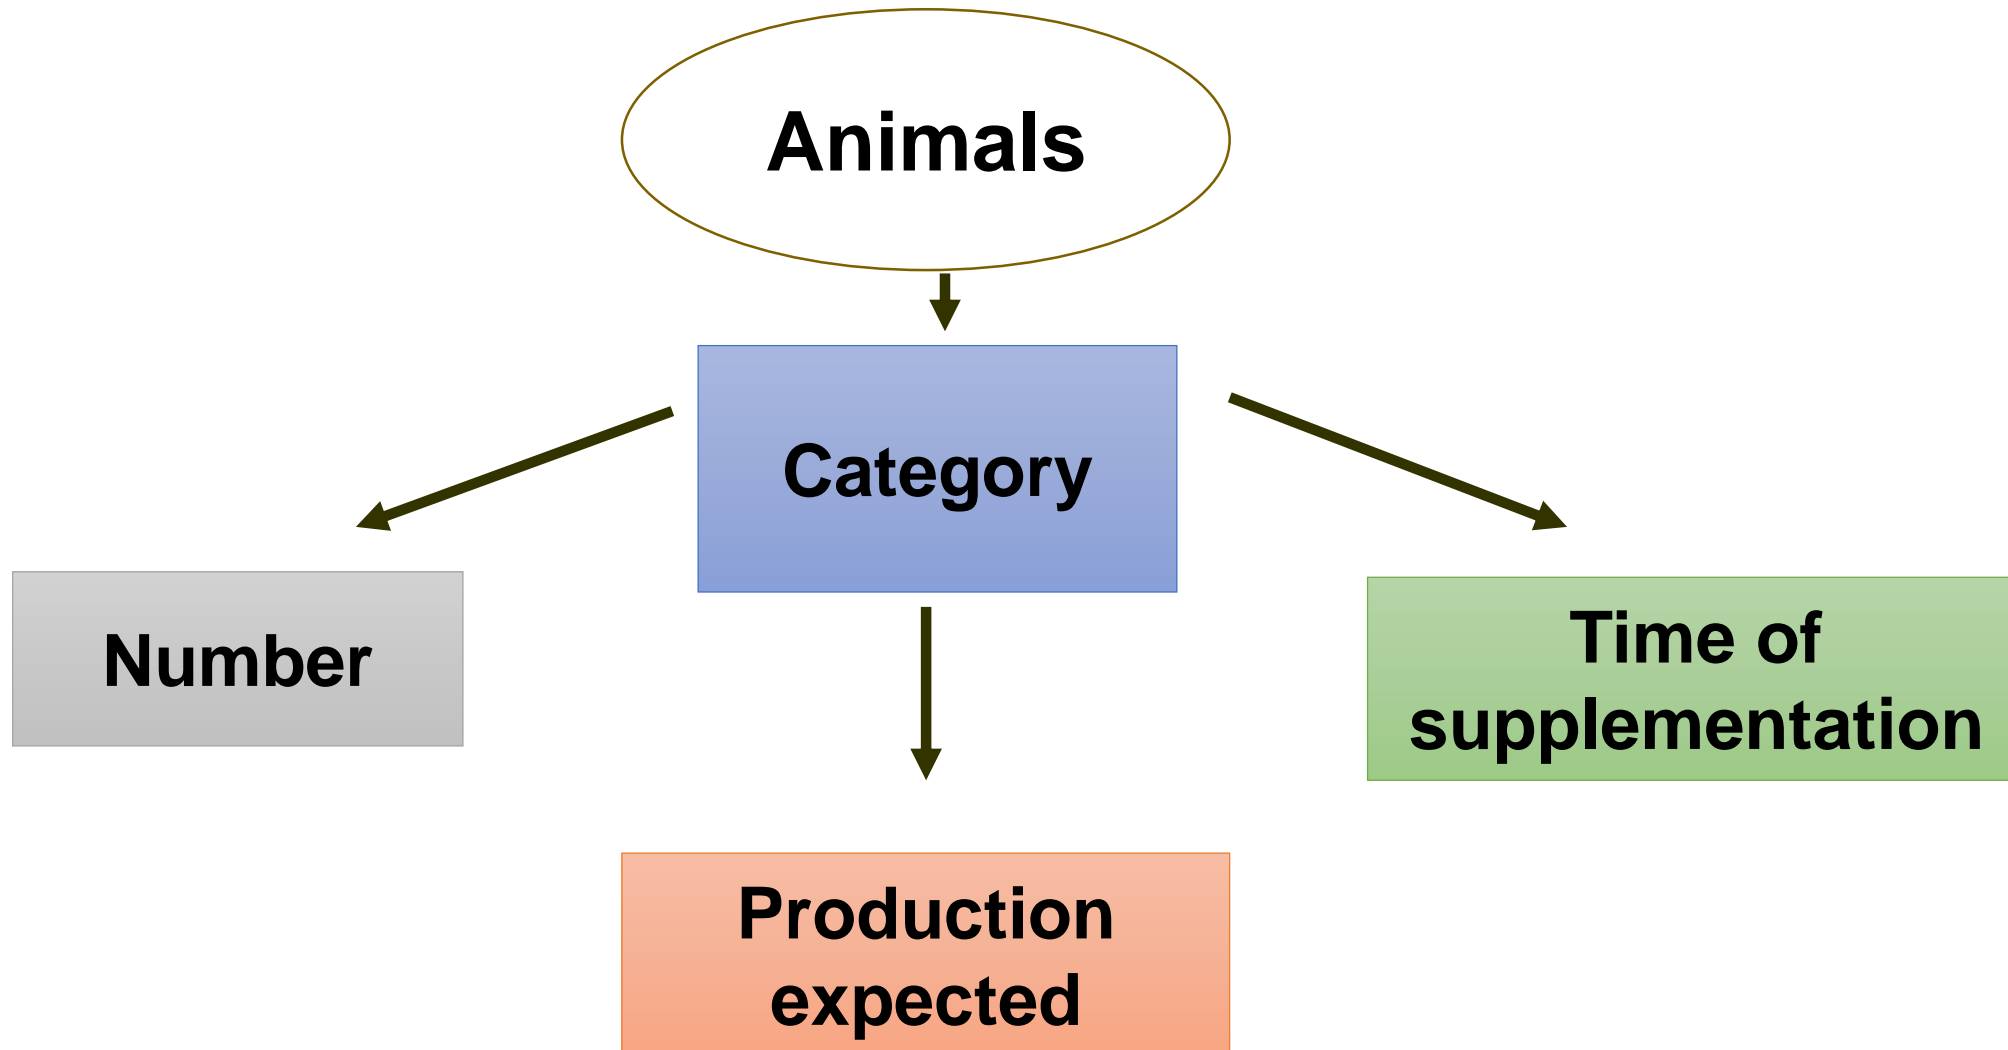 Animals
Category
Number
Time of
supplementation
Production
expected